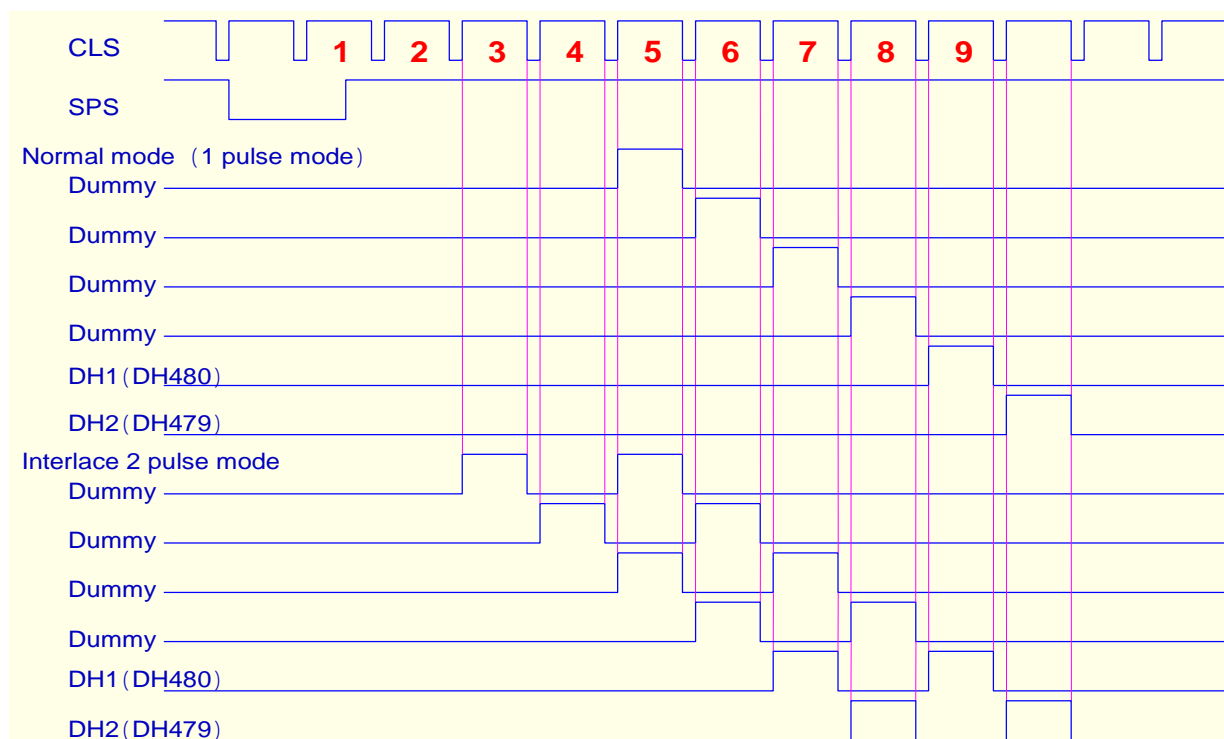 CLS 1 2 3 4 5 6 7 8 9
SPS
Normal mode （1 pulse mode）
Dummy
Dummy
Dummy
Dummy
DH1（DH480）
DH2（DH479）
Interlace 2 pulse mode
Dummy
Dummy
Dummy
Dummy
DH1（DH480）
DH2（DH479）